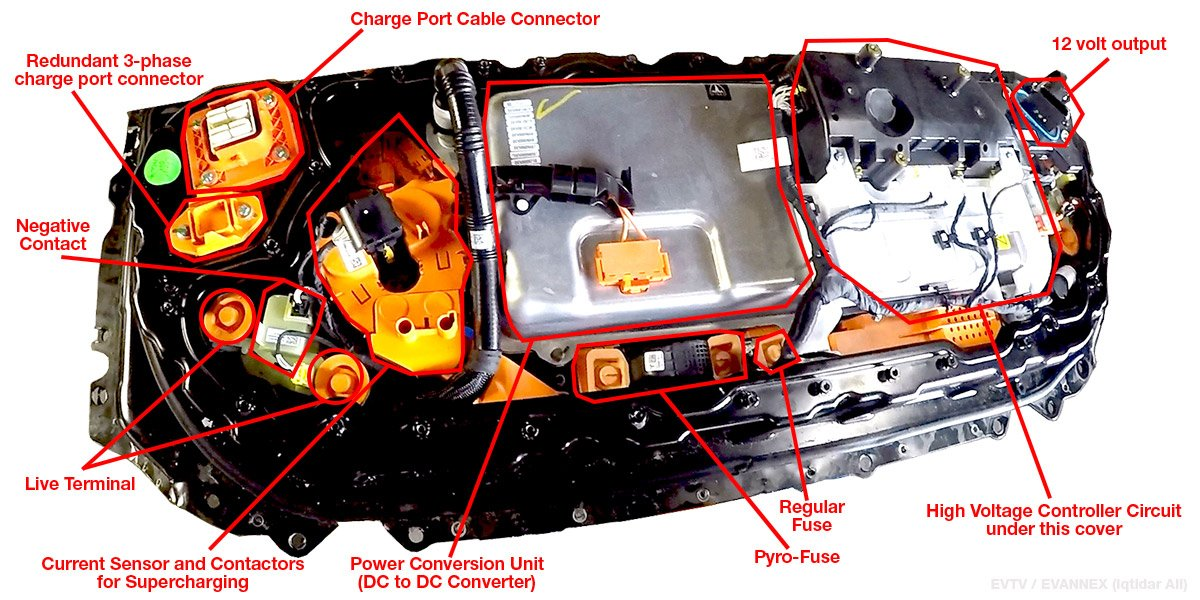 Charge Port Cable Connector
Redundant 3-phase
charge port connector
12 volt output
Negative
Contact
Live Terminal
Current Sensor and Contactors
for Supercharging
Power Conversion Unit
(DC to DC Converter)
Regular
Fuse
Pyro-Fuse
High Voltage Controller Circuit
under this cover
EVTV / EVANNEX (Iqtidar Ali)